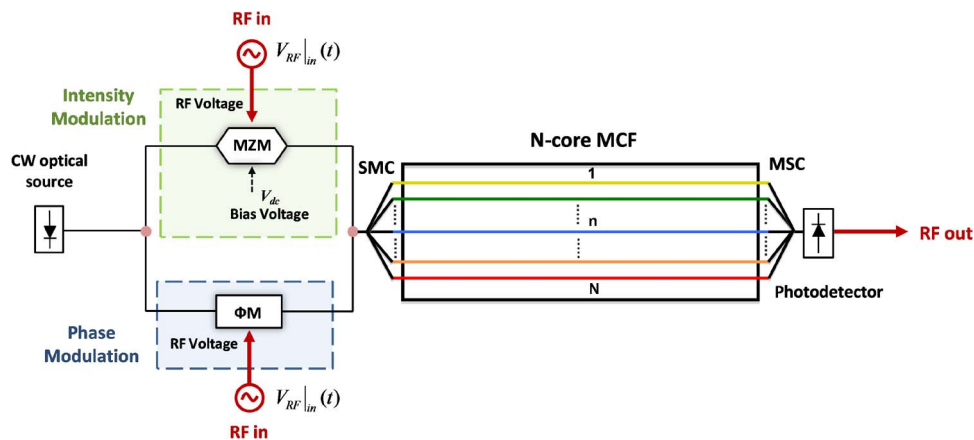 RF in
V_RF|_in (t)
Intensity
Modulation
RF Voltage
MZM
V_dc
Bias Voltage
CW optical
source
SMC
N-core MCF
MSC
1
n
N
RF out
Photodetector
Phase
Modulation
ΦM
RF Voltage
V_RF|_in (t)
RF in